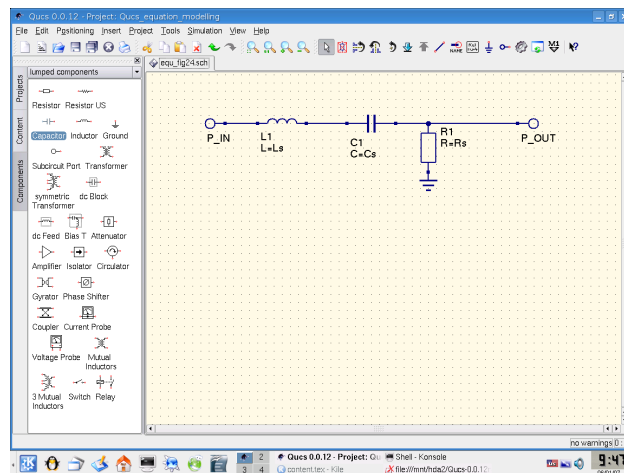 Qucs 0.0.12 - Project: Qucs_equation_modelling
File Edit Positioning Insert Project Tools Simulation View Help
equ_fig24.sch
Projects
Content
Components
lumped components
Resistor Resistor US
Capacitor Inductor Ground
Subcircuit Port Transformer
symmetric Transformer dc Block
dc Feed Bias T Attenuator
Amplifier Isolator Circulator
Gyrator Phase Shifter
Coupler Current Probe
Voltage Probe Mutual Inductors
3 Mutual Inductors Switch Relay
NAME
P_IN
L1
L=Ls
C1
C=Cs
R1
R=Rs
P_OUT
no warnings 0 :
2
3 4
Qucs 0.0.12 - Project: Qu
Shell - Konsole
content.tex - Kile
file:///mnt/hda2/Qucs-0.0.12
9:47